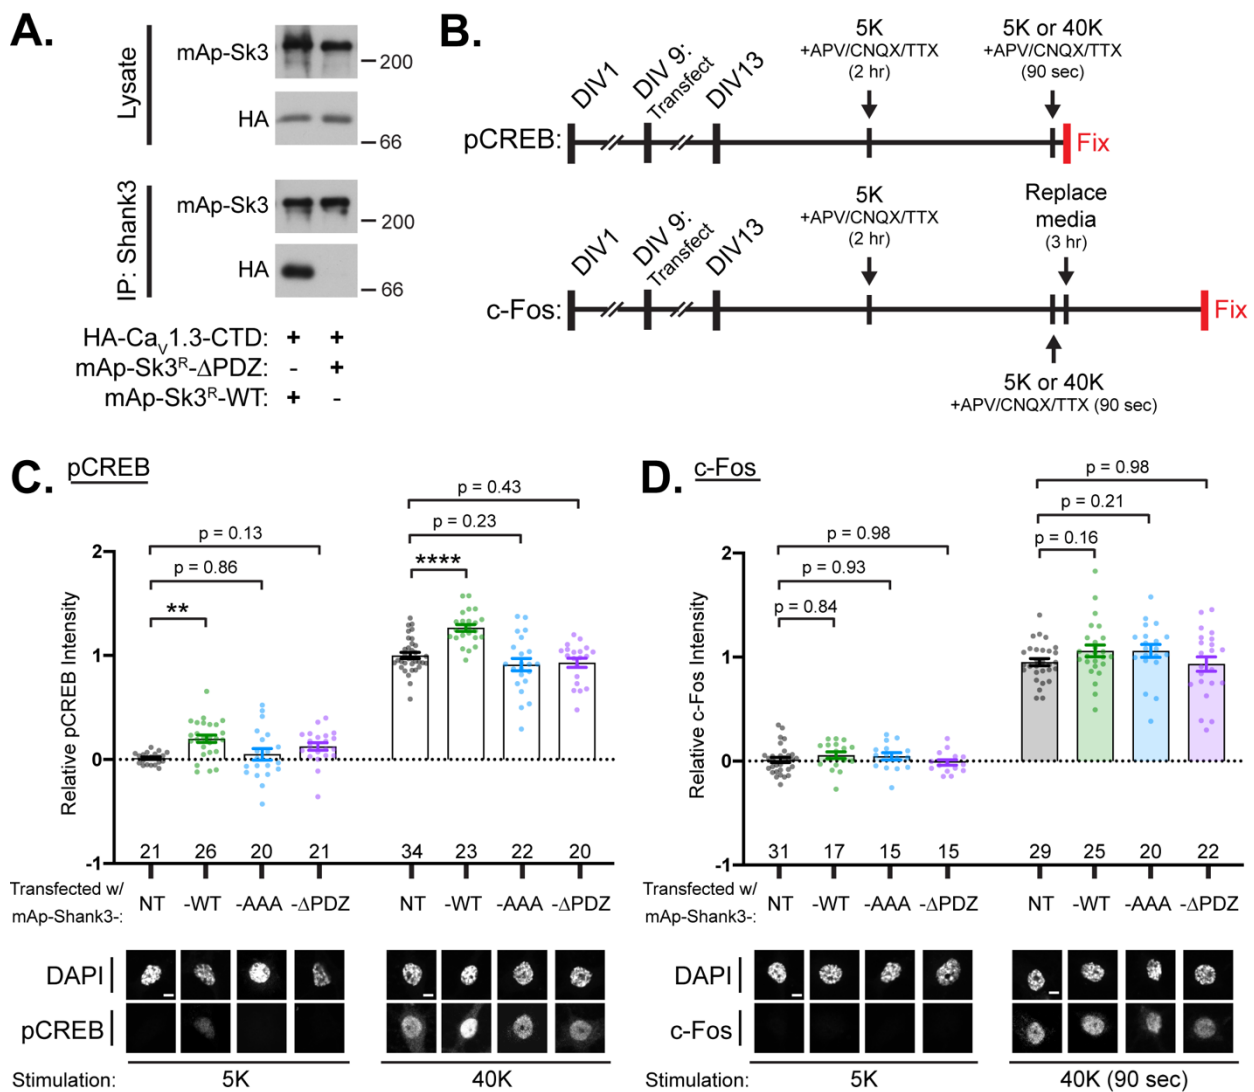 A.
Lysate
mAp-Sk3
200
HA
66
IP: Shank3
mAp-Sk3
200
HA
66
HA-CaV1.3-CTD: + +
mAp-Sk3R-ΔPDZ: - +
mAp-Sk3R-WT: + -
B.
pCREB:
DIV1
DIV 9:
Transfect
DIV13
5K
+APV/CNQX/TTX
(2 hr)
5K or 40K
+APV/CNQX/TTX
(90 sec)
Fix
c-Fos:
DIV1
DIV 9:
Transfect
DIV13
5K
+APV/CNQX/TTX
(2 hr)
Replace
media
(3 hr)
Fix
5K or 40K
+APV/CNQX/TTX (90 sec)
C.
pCREB
Relative pCREB Intensity
2
1
0
-1
p = 0.13
p = 0.86
**
p = 0.43
p = 0.23
****
21 26 20 21 34 23 22 20
Transfected w/
mAp-Shank3-:
NT -WT -AAA -ΔPDZ NT -WT -AAA -ΔPDZ
DAPI
pCREB
Stimulation: 5K 40K
D.
c-Fos
Relative c-Fos Intensity
2
1
0
-1
p = 0.98
p = 0.93
p = 0.84
p = 0.98
p = 0.21
p = 0.16
31 17 15 15 29 25 20 22
Transfected w/
mAp-Shank3-:
NT -WT -AAA -ΔPDZ NT -WT -AAA -ΔPDZ
DAPI
c-Fos
Stimulation: 5K 40K (90 sec)